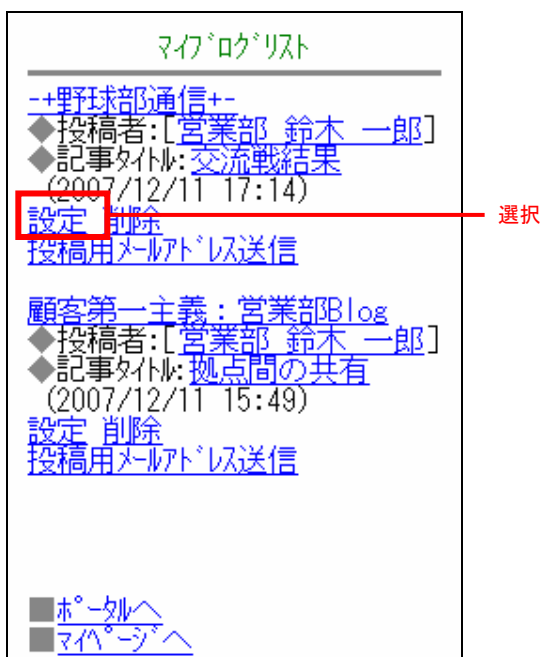 ﾏｲﾌﾞﾛｸﾞﾘｽﾄ
-+野球部通信+-
◆投稿者:[営業部 鈴木 一郎]
◆記事ﾀｲﾄﾙ:交流戦結果
(2007/12/11 17:14)
設定 削除
選択
投稿用ﾒｰﾙｱﾄﾞﾚｽ送信
顧客第一主義：営業部Blog
◆投稿者:[営業部 鈴木 一郎]
◆記事ﾀｲﾄﾙ:拠点間の共有
(2007/12/11 15:49)
設定 削除
投稿用ﾒｰﾙｱﾄﾞﾚｽ送信
■ﾎﾟｰﾀﾙへ
■ﾏｲﾍﾟｰｼﾞへ